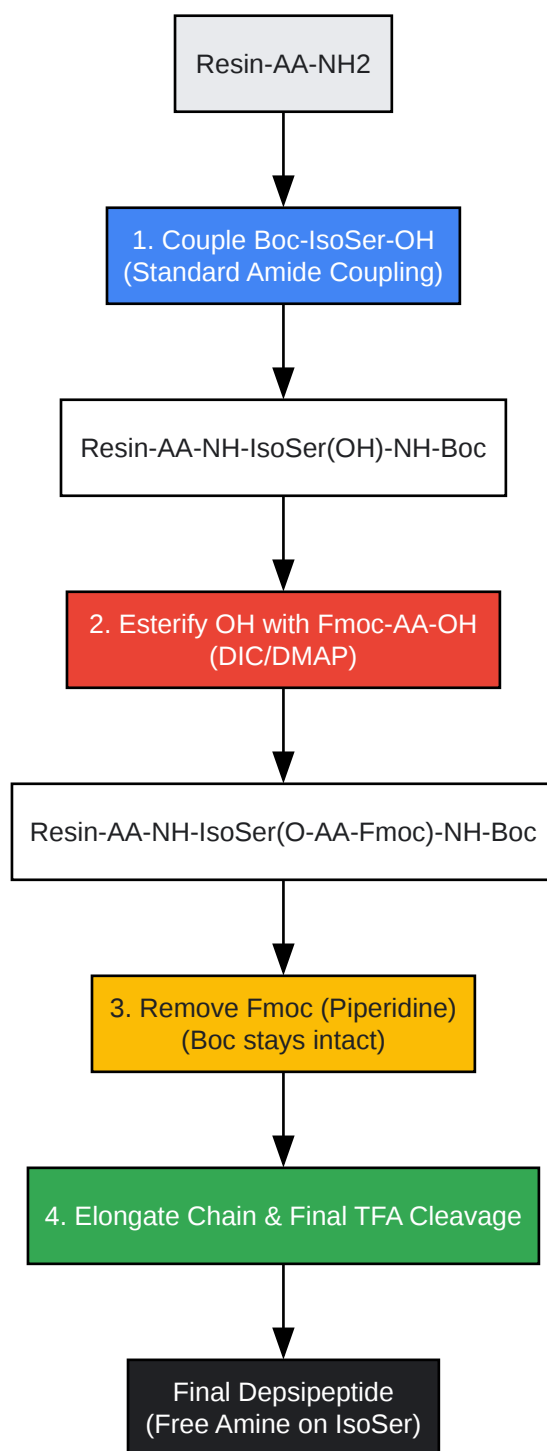 Resin-AA-NH2
1. Couple Boc-IsoSer-OH
(Standard Amide Coupling)
Resin-AA-NH-IsoSer(OH)-NH-Boc
2. Esterify OH with Fmoc-AA-OH
(DIC/DMAP)
Resin-AA-NH-IsoSer(O-AA-Fmoc)-NH-Boc
3. Remove Fmoc (Piperidine)
(Boc stays intact)
4. Elongate Chain & Final TFA Cleavage
Final Depsipeptide
(Free Amine on IsoSer)